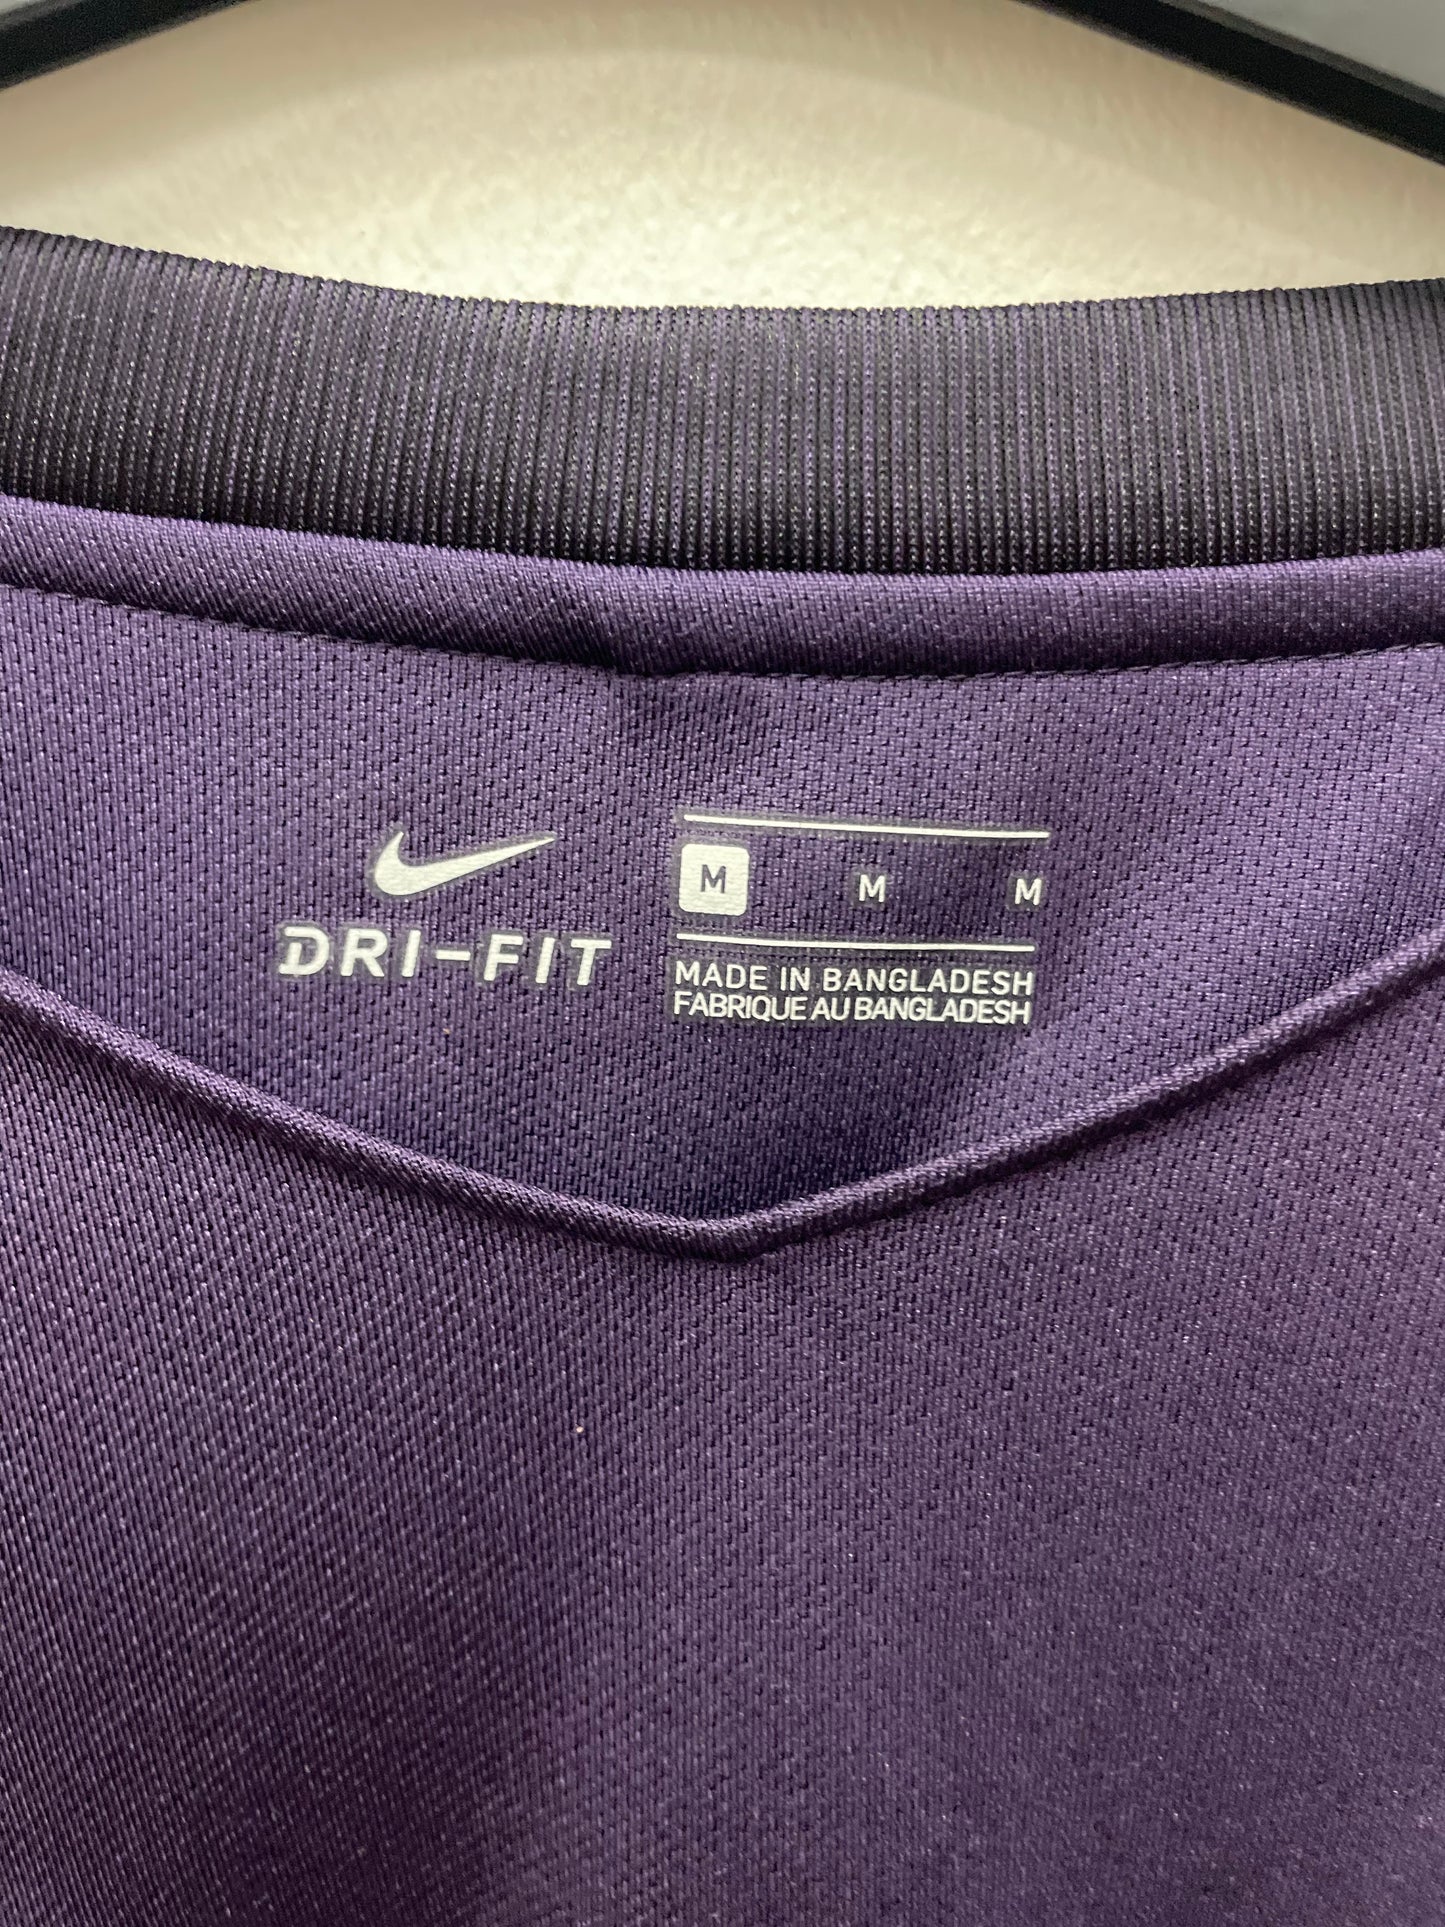 DRI-FIT
M M M
MADE IN BANGLADESH
FABRIQUE AU BANGLADESH